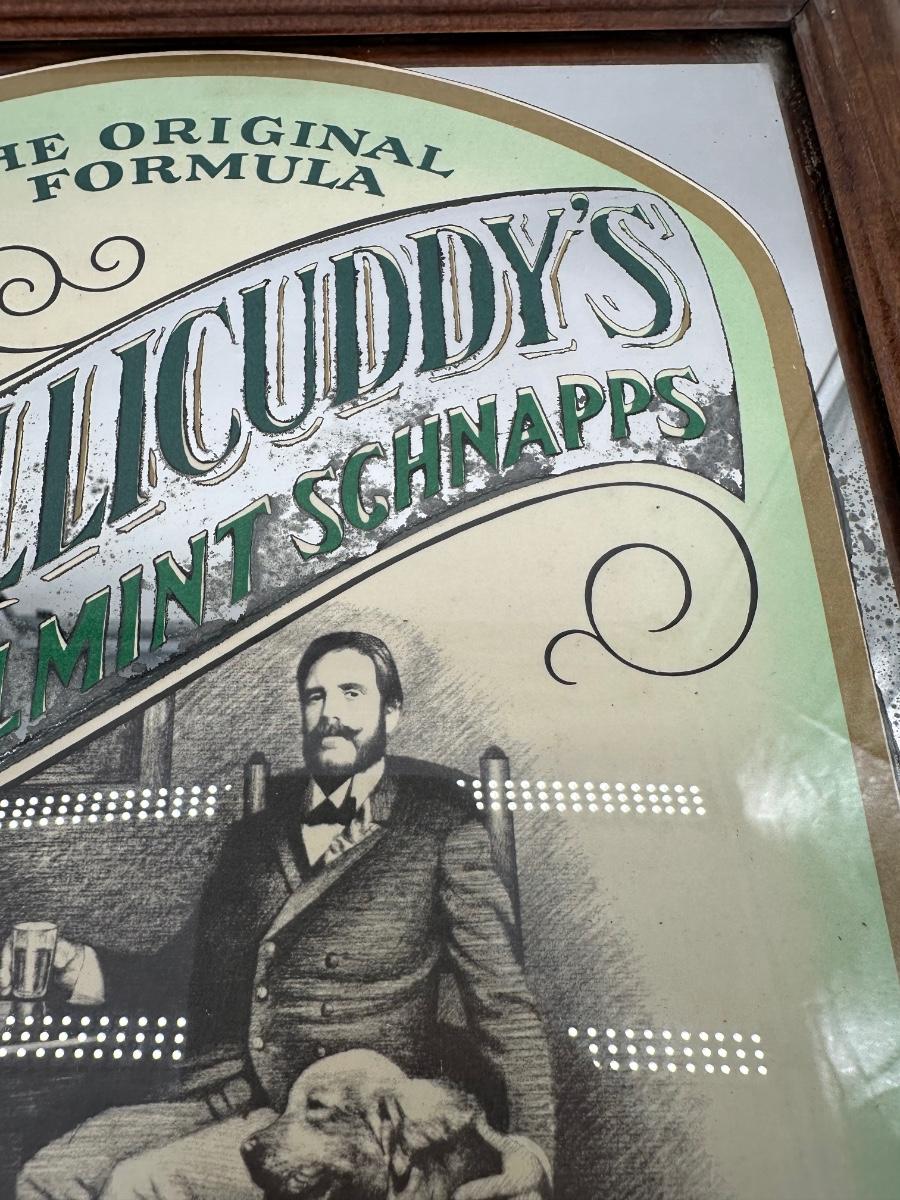 HE ORIGINAL
FORMULA
LLICUDDY'S
LMINT SCHNAPPS